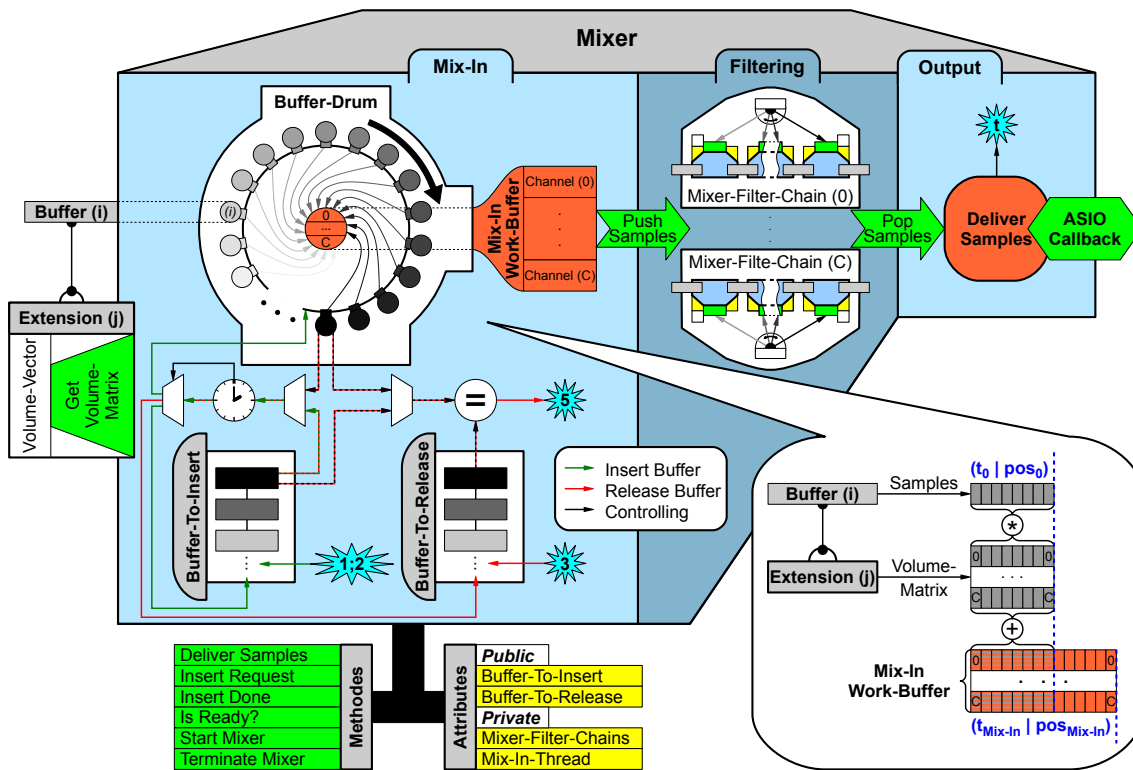 Mixer
Mix-In
Filtering
Output
Buffer-Drum
t
Buffer (i)
(i)
0
...
C
Mix-In
Work-Buffer
Channel (0)
.
.
.
Channel (C)
Push
Samples
Mixer-Filter-Chain (0)
.
.
.
Mixer-Filte-Chain (C)
Pop
Samples
Deliver
Samples
ASIO
Callback
Extension (j)
Volume-Vector
Get
Volume-
Matrix
=
5
Buffer-To-Insert
...
1;2
Buffer-To-Release
...
3
Insert Buffer
Release Buffer
Controlling
(t0 | pos0)
Buffer (i)
Samples
*
Extension (j)
Volume-
Matrix
0 0
. . .
C C
+
Mix-In
Work-Buffer
0 0
. . .
C C
(tMix-In | posMix-In)
Deliver Samples
Insert Request
Insert Done
Is Ready?
Start Mixer
Terminate Mixer
Methodes
Attributes
Public
Buffer-To-Insert
Buffer-To-Release
Private
Mixer-Filter-Chains
Mix-In-Thread